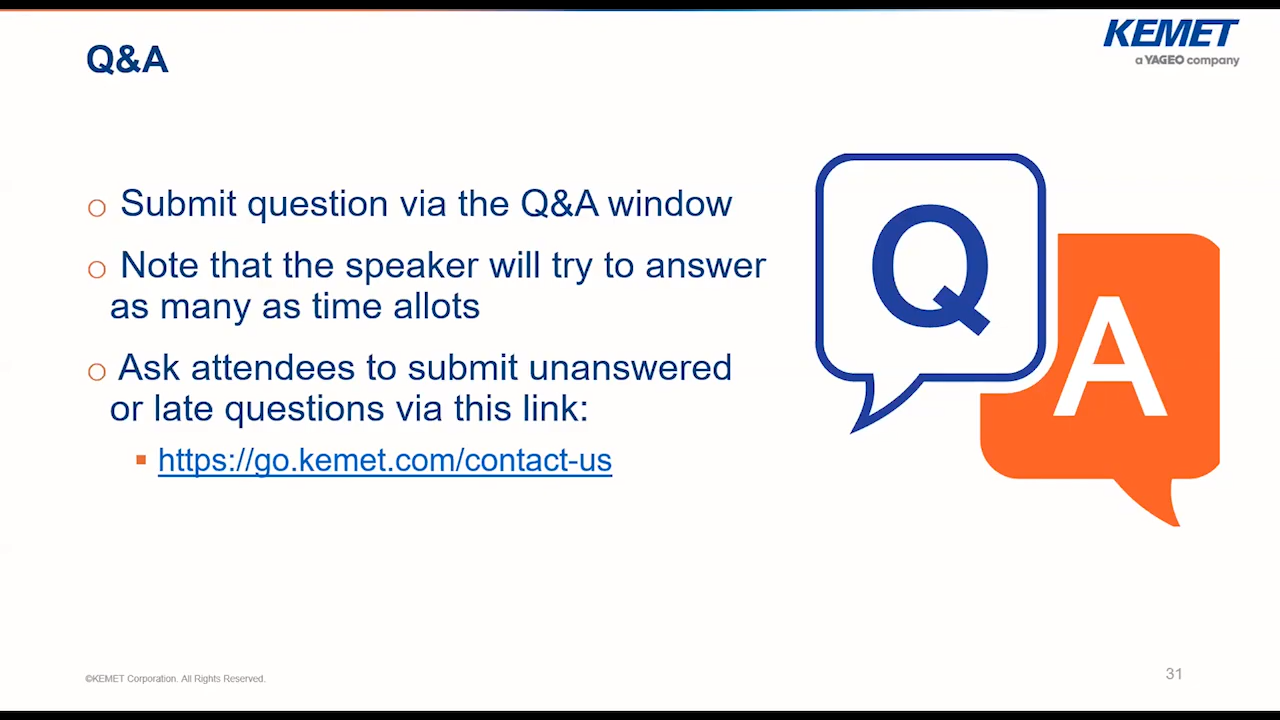 Q&A
KEMET
a YAGEO company
o Submit question via the Q&A window
o Note that the speaker will try to answer
as many as time allots
o Ask attendees to submit unanswered
or late questions via this link:
▪ https://go.kemet.com/contact-us
Q
A
©KEMET Corporation. All Rights Reserved.
31